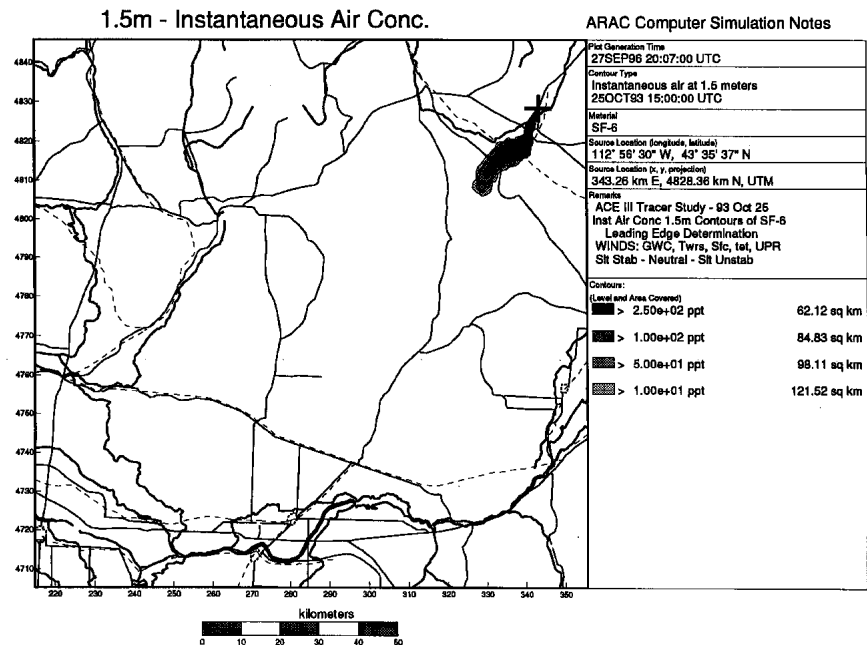 1.5m - Instantaneous Air Conc.
ARAC Computer Simulation Notes
Plot Generation Time
27SEP96 20:07:00 UTC
Contour Type
Instantaneous air at 1.5 meters
25OCT93 15:00:00 UTC
Material
SF-6
Source Location (longitude, latitude)
112° 56' 30" W, 43° 35' 37" N
Source Location (x, y, projection)
343.26 km E, 4828.36 km N, UTM
Remarks
ACE III Tracer Study - 93 Oct 25
Inst Air Conc 1.5m Contours of SF-6
Leading Edge Determination
WINDS: GWC, Twrs, Sfc, tet, UPR
Slt Stab - Neutral - Slt Unstab
Contours:
(Level and Area Covered)
> 2.50e+02 ppt 62.12 sq km
> 1.00e+02 ppt 84.83 sq km
> 5.00e+01 ppt 98.11 sq km
> 1.00e+01 ppt 121.52 sq km
4840
4830
4820
4810
4800
4790
4780
4770
4760
4750
4740
4730
4720
4710
220 230 240 250 260 270 280 290 300 310 320 330 340 350
kilometers
0 10 20 30 40 50